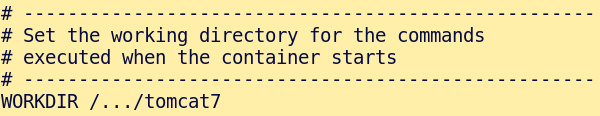 # --------------------------------------------------
# Set the working directory for the commands
# executed when the container starts
# --------------------------------------------------
WORKDIR /.../tomcat7